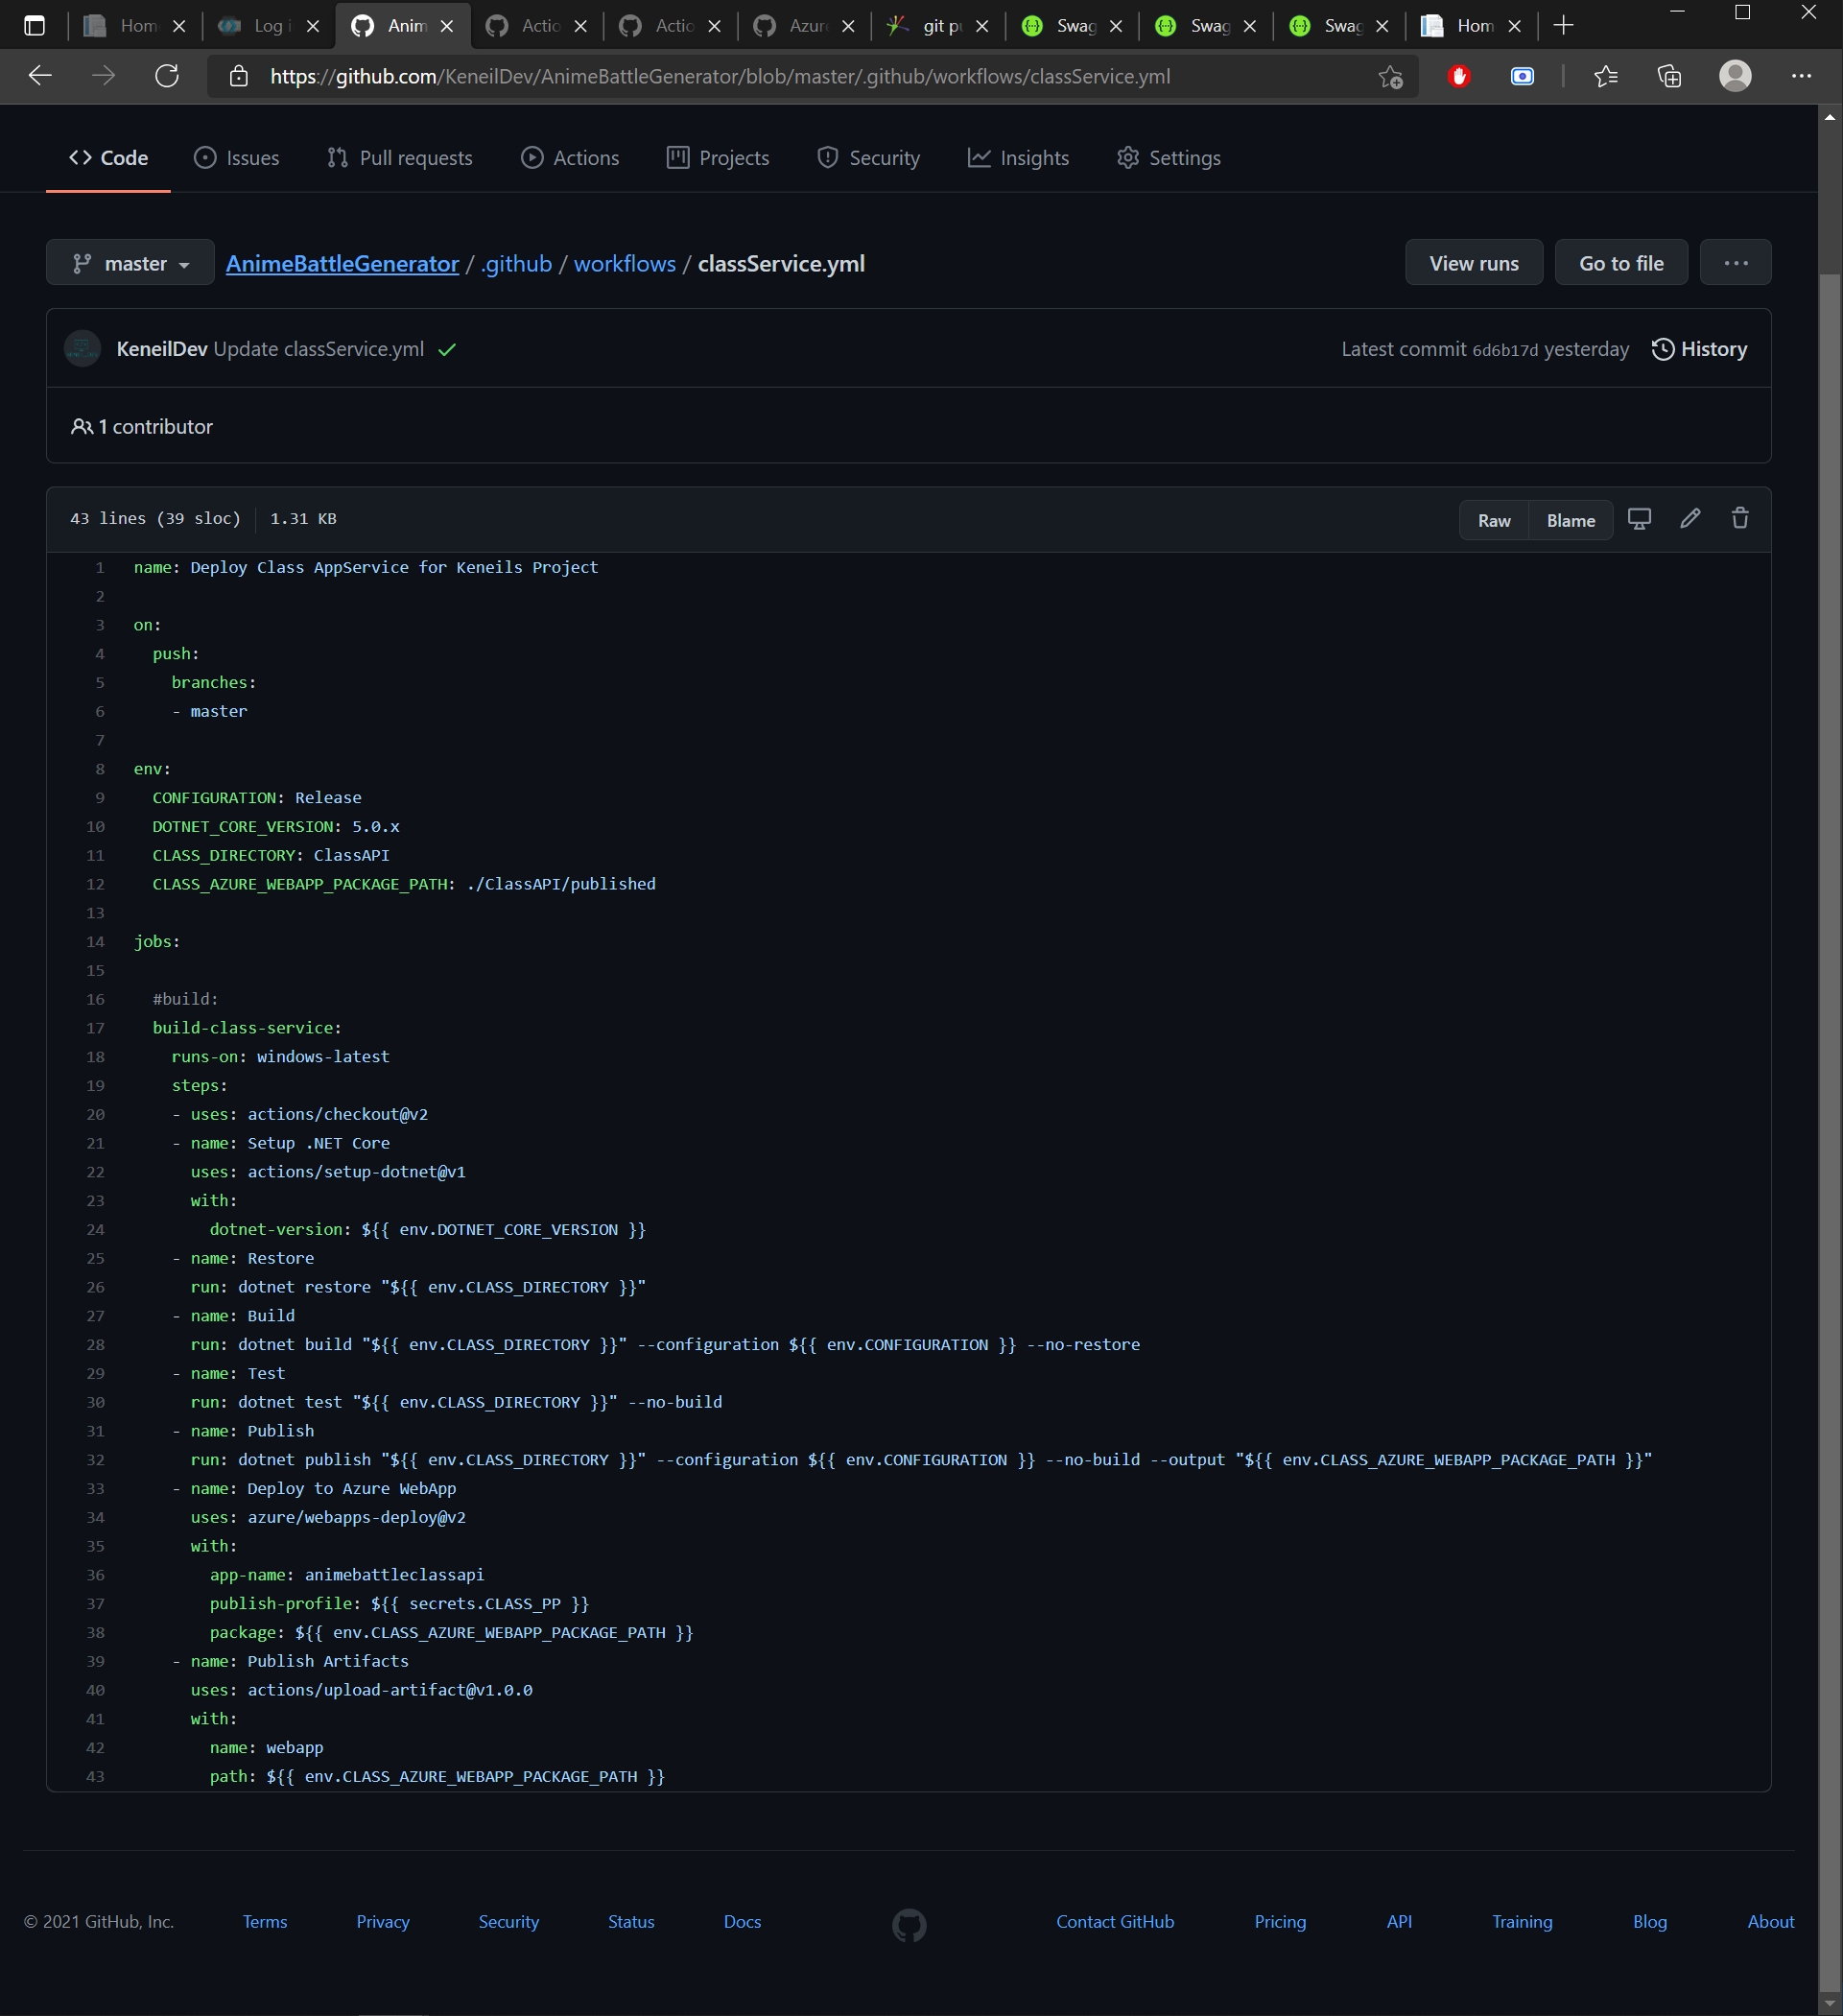 Hom
Log i
Anim
Actio
Actio
Azur
git pu
Swag
Swag
Swag
Hom
https://github.com/KeneilDev/AnimeBattleGenerator/blob/master/.github/workflows/classService.yml
Code Issues Pull requests Actions Projects Security Insights Settings
master AnimeBattleGenerator / .github / workflows / classService.yml View runs Go to file ...
KeneilDev Update classService.yml Latest commit 6d6b17d yesterday History
1 contributor
43 lines (39 sloc) 1.31 KB Raw Blame
1 name: Deploy Class AppService for Keneils Project
2
3 on:
4 push:
5 branches:
6 - master
7
8 env:
9 CONFIGURATION: Release
10 DOTNET_CORE_VERSION: 5.0.x
11 CLASS_DIRECTORY: ClassAPI
12 CLASS_AZURE_WEBAPP_PACKAGE_PATH: ./ClassAPI/published
13
14 jobs:
15
16 #build:
17 build-class-service:
18 runs-on: windows-latest
19 steps:
20 - uses: actions/checkout@v2
21 - name: Setup .NET Core
22 uses: actions/setup-dotnet@v1
23 with:
24 dotnet-version: ${{ env.DOTNET_CORE_VERSION }}
25 - name: Restore
26 run: dotnet restore "${{ env.CLASS_DIRECTORY }}"
27 - name: Build
28 run: dotnet build "${{ env.CLASS_DIRECTORY }}" --configuration ${{ env.CONFIGURATION }} --no-restore
29 - name: Test
30 run: dotnet test "${{ env.CLASS_DIRECTORY }}" --no-build
31 - name: Publish
32 run: dotnet publish "${{ env.CLASS_DIRECTORY }}" --configuration ${{ env.CONFIGURATION }} --no-build --output "${{ env.CLASS_AZURE_WEBAPP_PACKAGE_PATH }}"
33 - name: Deploy to Azure WebApp
34 uses: azure/webapps-deploy@v2
35 with:
36 app-name: animebattleclassapi
37 publish-profile: ${{ secrets.CLASS_PP }}
38 package: ${{ env.CLASS_AZURE_WEBAPP_PACKAGE_PATH }}
39 - name: Publish Artifacts
40 uses: actions/upload-artifact@v1.0.0
41 with:
42 name: webapp
43 path: ${{ env.CLASS_AZURE_WEBAPP_PACKAGE_PATH }}
© 2021 GitHub, Inc. Terms Privacy Security Status Docs Contact GitHub Pricing API Training Blog About